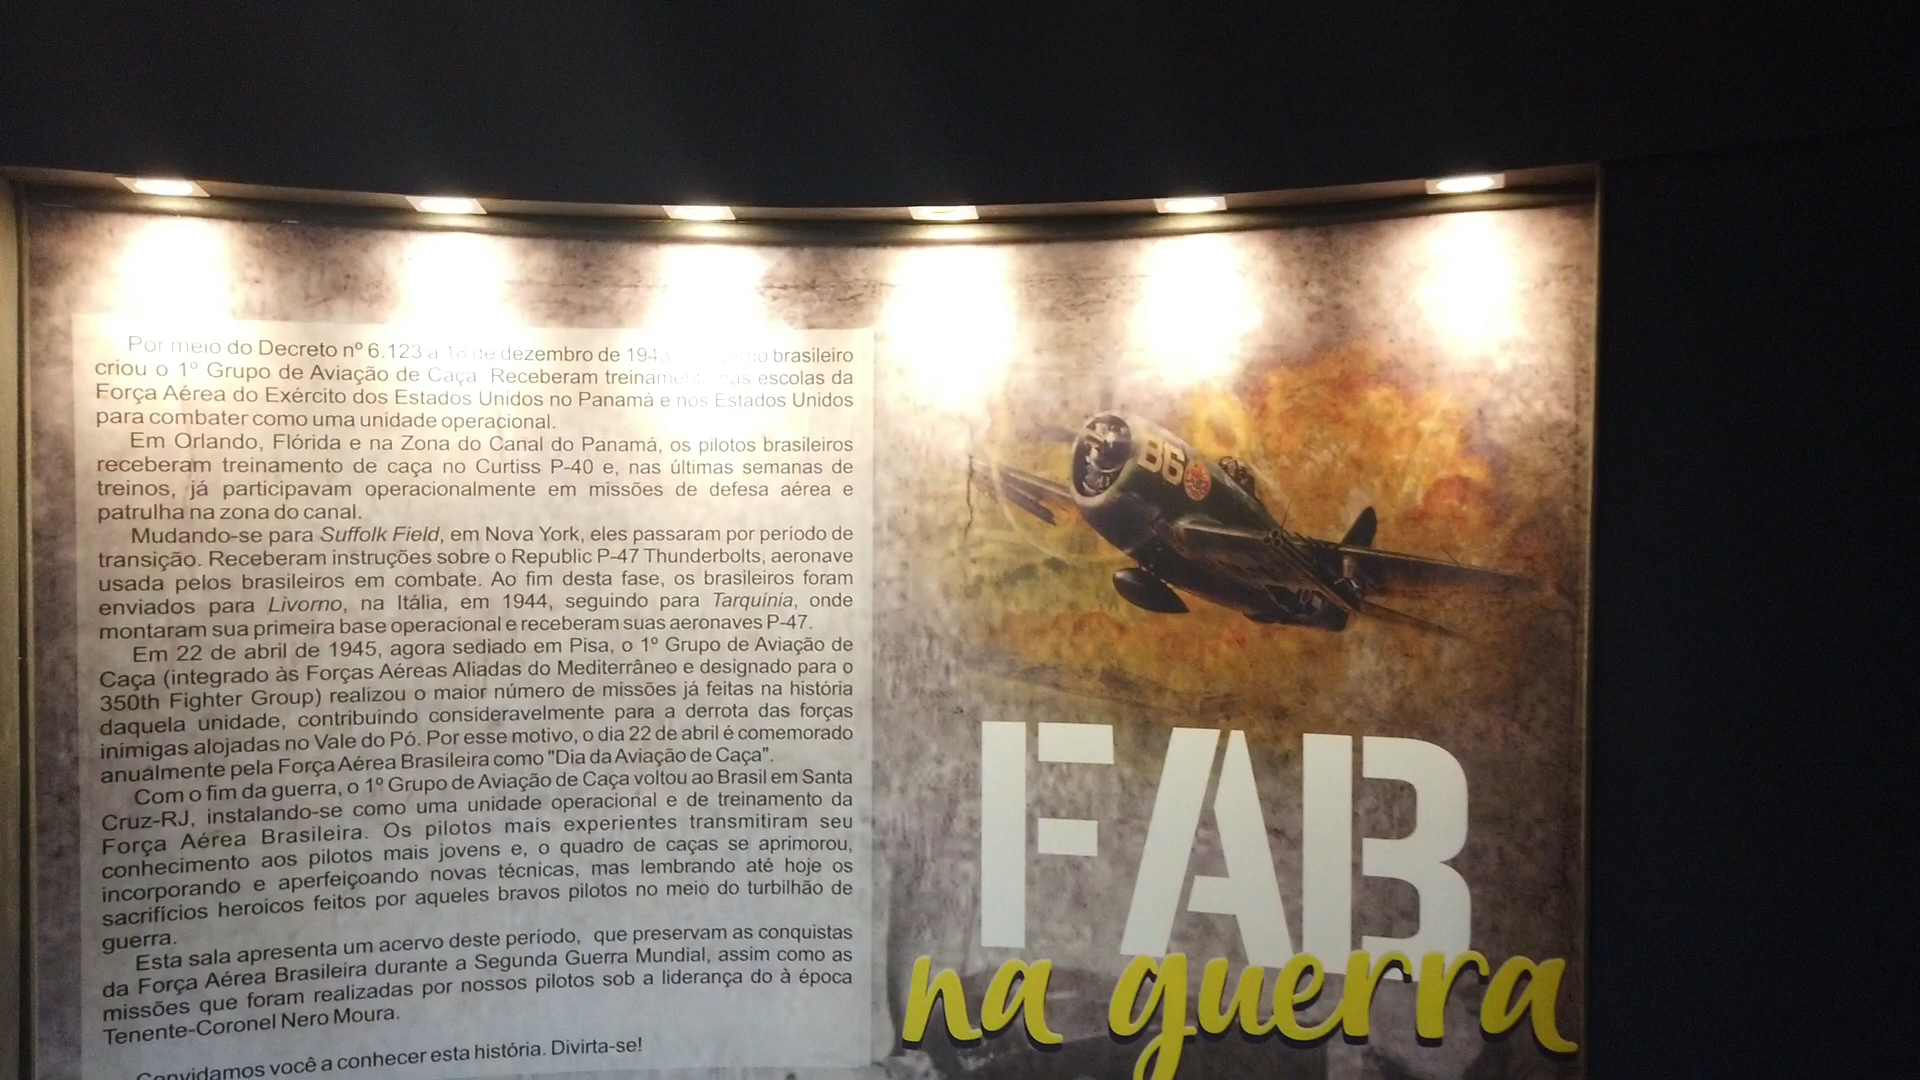 Por meio do Decreto nº 6.123 a 18 de dezembro de 194 brasileiro
criou o 1º Grupo de Aviação de Caça. Receberam treinamento nas escolas da
Força Aérea do Exército dos Estados Unidos no Panamá e nos Estados Unidos
para combater como uma unidade operacional.
Em Orlando, Flórida e na Zona do Canal do Panamá, os pilotos brasileiros
receberam treinamento de caça no Curtiss P-40 e, nas últimas semanas de
treinos, já participavam operacionalmente em missões de defesa aérea e
patrulha na zona do canal.
Mudando-se para Suffolk Field, em Nova York, eles passaram por período de
transição. Receberam instruções sobre o Republic P-47 Thunderbolts, aeronave
usada pelos brasileiros em combate. Ao fim desta fase, os brasileiros foram
enviados para Livorno, na Itália, em 1944, seguindo para Tarquínia, onde
montaram sua primeira base operacional e receberam suas aeronaves P-47.
Em 22 de abril de 1945, agora sediado em Pisa, o 1º Grupo de Aviação de
Caça (integrado às Forças Aéreas Aliadas do Mediterrâneo e designado para o
350th Fighter Group) realizou o maior número de missões já feitas na história
daquela unidade, contribuindo consideravelmente para a derrota das forças
inimigas alojadas no Vale do Pó. Por esse motivo, o dia 22 de abril é comemorado
anualmente pela Força Aérea Brasileira como "Dia da Aviação de Caça".
Com o fim da guerra, o 1º Grupo de Aviação de Caça voltou ao Brasil em Santa
Cruz-RJ, instalando-se como uma unidade operacional e de treinamento da
Força Aérea Brasileira. Os pilotos mais experientes transmitiram seu
conhecimento aos pilotos mais jovens e, o quadro de caças se aprimorou,
incorporando e aperfeiçoando novas técnicas, mas lembrando até hoje os
sacrifícios heroicos feitos por aqueles bravos pilotos no meio do turbilhão de
guerra.
Esta sala apresenta um acervo deste período, que preservam as conquistas
da Força Aérea Brasileira durante a Segunda Guerra Mundial, assim como as
missões que foram realizadas por nossos pilotos sob a liderança do à época
Tenente-Coronel Nero Moura.
Convidamos você a conhecer esta história. Divirta-se!
B6
FAB
na guerra